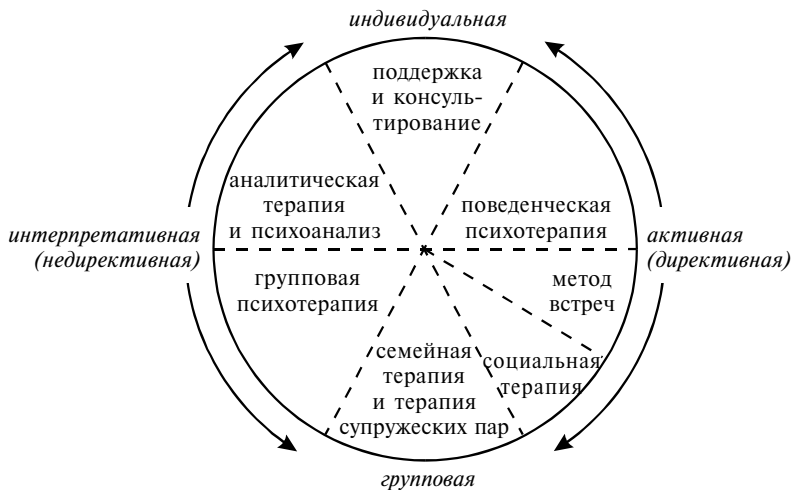 индивидуальная
поддержка
и консуль-
тирование
аналитическая
терапия
и психоанализ
поведенческая
психотерапия
интерпретативная
(недирективная)
активная
(директивная)
групповая
психотерапия
метод
встреч
семейная
терапия
и терапия
супружеских пар
социальная
терапия
групповая